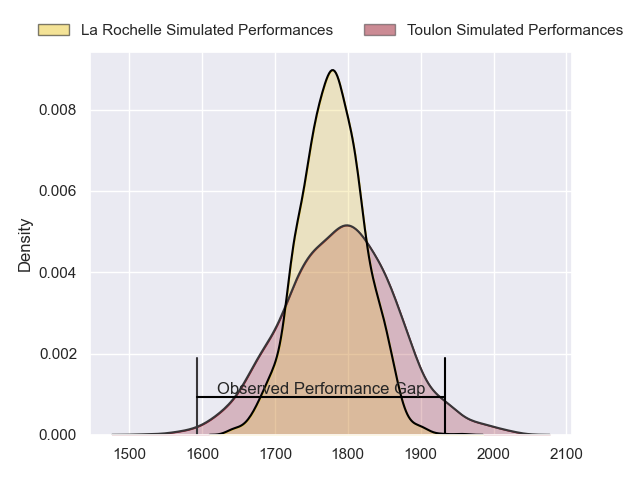 La Rochelle Simulated Performances
Toulon Simulated Performances
0.008
0.006
0.004
0.002
0.000
Density
Observed Performance Gap
1500 1600 1700 1800 1900 2000 2100